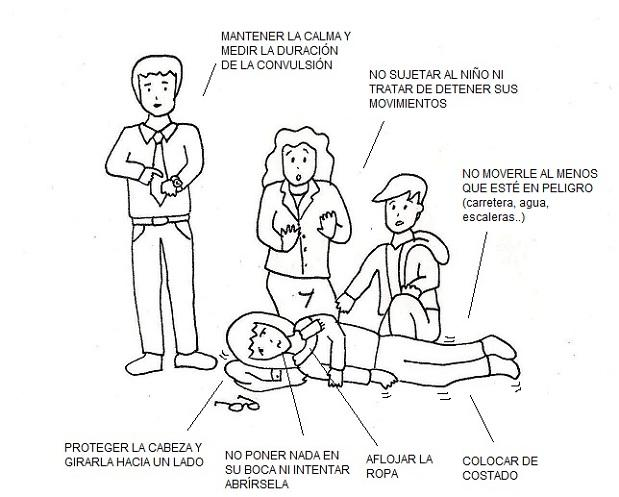 MANTENER LA CALMA Y
MEDIR LA DURACIÓN
DE LA CONVULSIÓN
NO SUJETAR AL NIÑO NI
TRATAR DE DETENER SUS
MOVIMIENTOS
NO MOVERLE AL MENOS
QUE ESTÉ EN PELIGRO
(carretera, agua,
escaleras..)
PROTEGER LA CABEZA Y
GIRARLA HACIA UN LADO
NO PONER NADA EN
SU BOCA NI INTENTAR
ABRÍRSELA
AFLOJAR LA
ROPA
COLOCAR DE
COSTADO